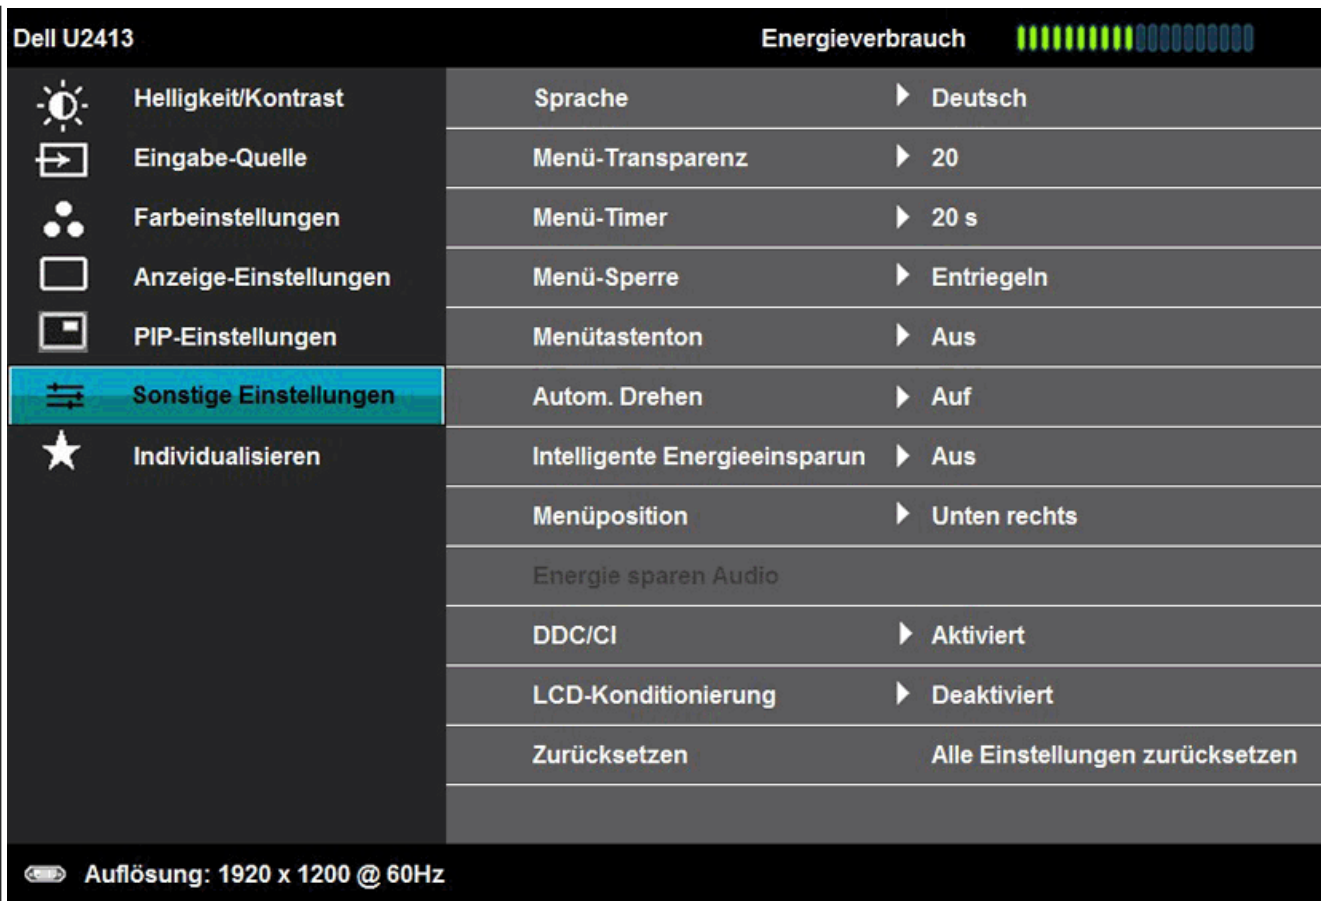 Dell U2413 Energieverbrauch
Helligkeit/Kontrast Sprache Deutsch
Eingabe-Quelle Menü-Transparenz 20
Farbeinstellungen Menü-Timer 20 s
Anzeige-Einstellungen Menü-Sperre Entriegeln
PIP-Einstellungen Menütastenton Aus
Sonstige Einstellungen Autom. Drehen Auf
Individualisieren Intelligente Energieeinsparun Aus
Menüposition Unten rechts
Energie sparen Audio
DDC/CI Aktiviert
LCD-Konditionierung Deaktiviert
Zurücksetzen Alle Einstellungen zurücksetzen
Auflösung: 1920 x 1200 @ 60Hz